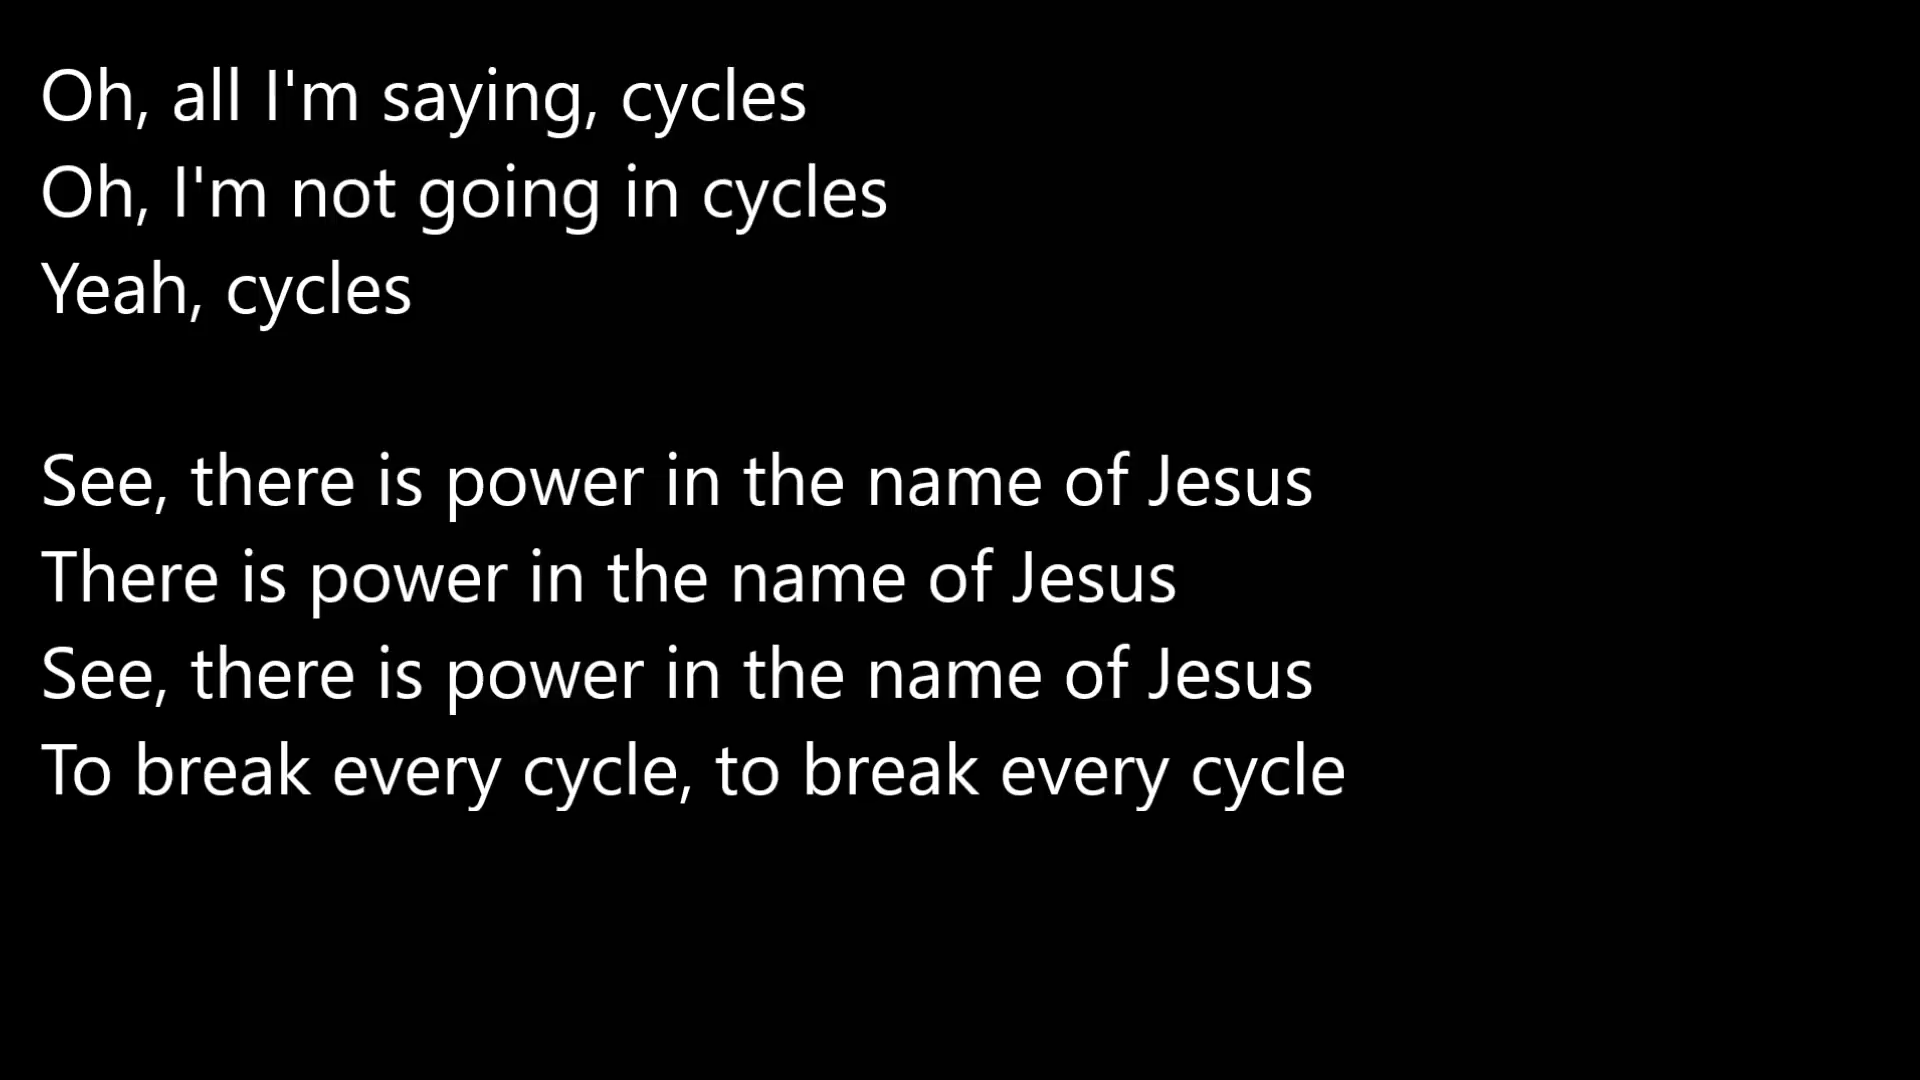 Oh, all I'm saying, cycles
Oh, I'm not going in cycles
Yeah, cycles
See, there is power in the name of Jesus
There is power in the name of Jesus
See, there is power in the name of Jesus
To break every cycle, to break every cycle